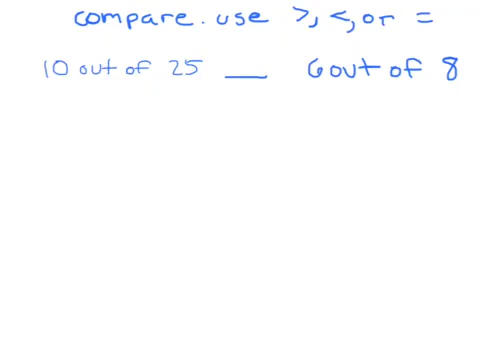 compare. use >, <, or =
10 out of 25 ___ 6 out of 8